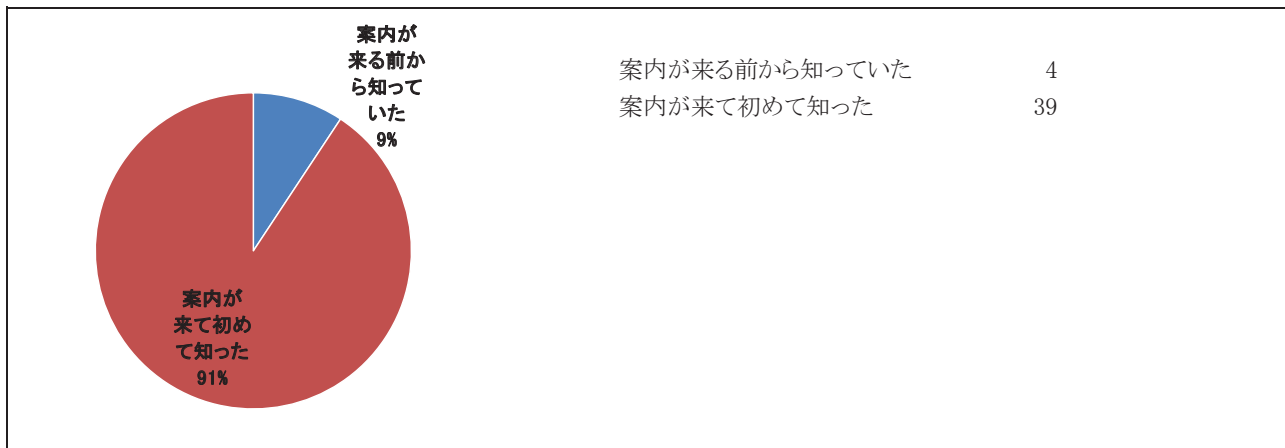 案内が
来る前か
ら知って
いた
9%
案内が
来て初め
て知った
91%
案内が来る前から知っていた 4
案内が来て初めて知った 39